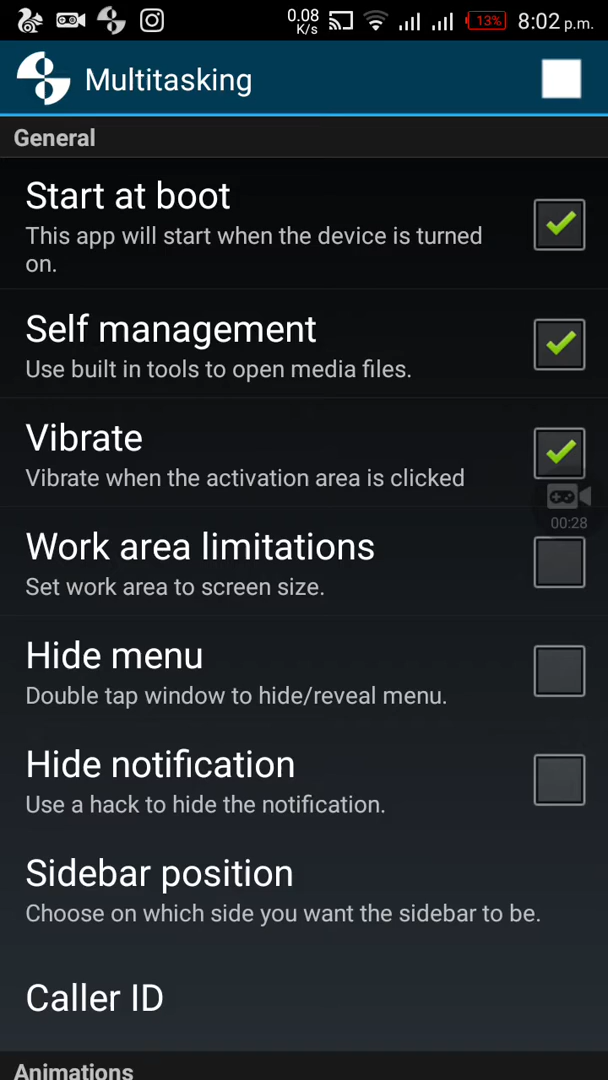 0.08 K/s 13% 8:02 p.m.
Multitasking
General
Start at boot
This app will start when the device is turned
on.
Self management
Use built in tools to open media files.
Vibrate
Vibrate when the activation area is clicked
00:28
Work area limitations
Set work area to screen size.
Hide menu
Double tap window to hide/reveal menu.
Hide notification
Use a hack to hide the notification.
Sidebar position
Choose on which side you want the sidebar to be.
Caller ID
Animations